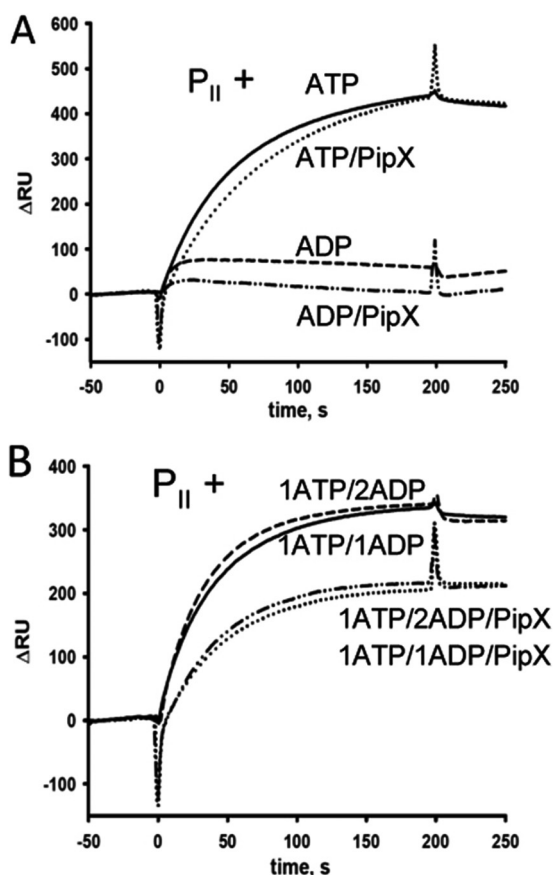 A
600
500
400
300
200
100
0
-100
ΔRU
P_II +
ATP
ATP/PipX
ADP
ADP/PipX
-50 0 50 100 150 200 250
time, s
B
400
300
200
100
0
-100
ΔRU
P_II +
1ATP/2ADP
1ATP/1ADP
1ATP/2ADP/PipX
1ATP/1ADP/PipX
-50 0 50 100 150 200 250
time, s